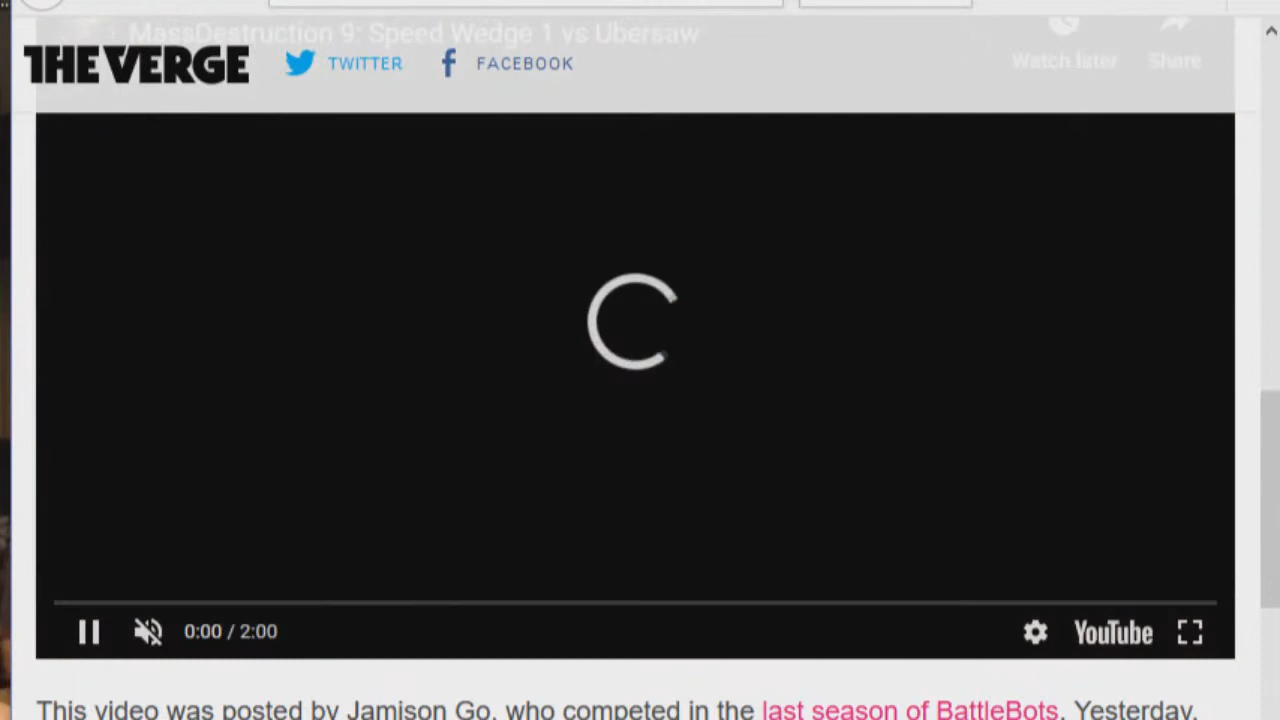 MassDestruction 9: Speed Wedge 1 vs Ubersaw
Watch later Share
THE VERGE TWITTER FACEBOOK
0:00 / 2:00 YouTube
This video was posted by Jamison Go, who competed in the last season of BattleBots. Yesterday,